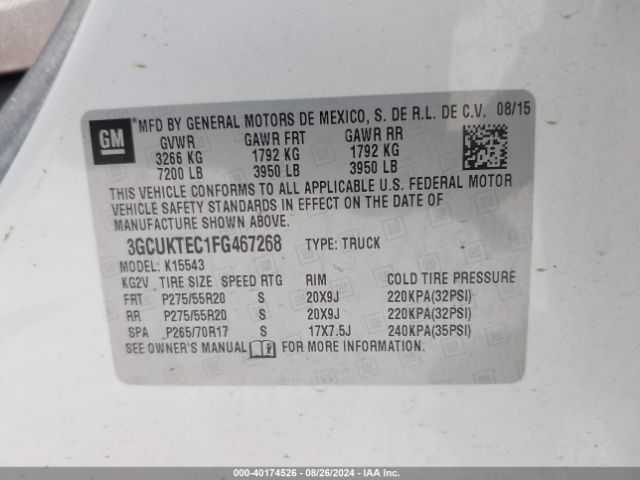 GM
*MFD BY GENERAL MOTORS DE MEXICO, S. DE R.L. DE C.V. 08/15
GVWR GAWR FRT GAWR RR
3266 KG 1792 KG 1792 KG
7200 LB 3950 LB 3950 LB
THIS VEHICLE CONFORMS TO ALL APPLICABLE U.S. FEDERAL MOTOR
VEHICLE SAFETY STANDARDS IN EFFECT ON THE DATE OF
MANUFACTURE SHOWN ABOVE.
3GCUKTEC1FG467268 TYPE: TRUCK
MODEL: K15543
KG2V TIRE SIZE SPEED RTG RIM COLD TIRE PRESSURE
FRT P275/55R20 S 20X9J 220KPA(32PSI)
RR P275/55R20 S 20X9J 220KPA(32PSI)
SPA P265/70R17 S 17X7.5J 240KPA(35PSI)
SEE OWNER'S MANUAL FOR MORE INFORMATION.
000-40174526 - 08/26/2024 - IAA Inc.